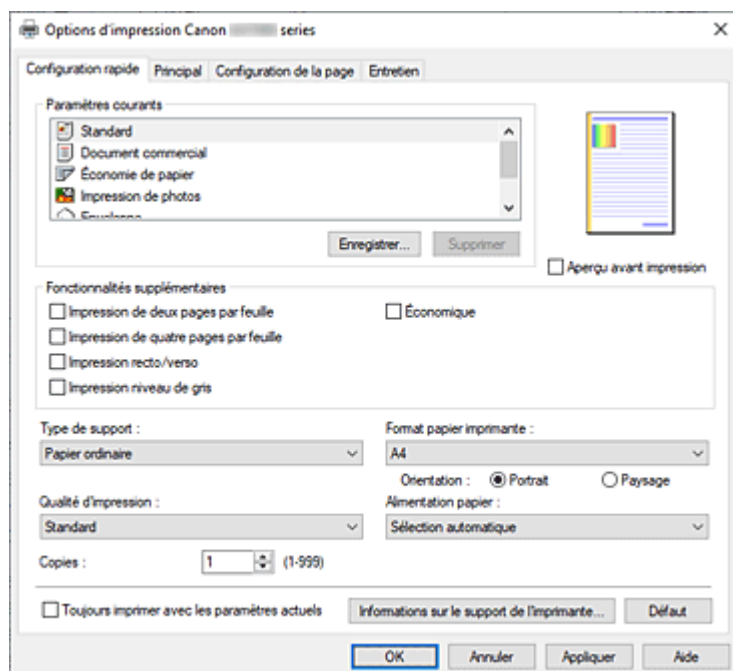 Options d'impression Canon series
Configuration rapide Principal Configuration de la page Entretien
Paramètres courants
Standard
Document commercial
Économie de papier
Impression de photos
Enregistrer... Supprimer
Aperçu avant impression
Fonctionnalités supplémentaires
Impression de deux pages par feuille Économique
Impression de quatre pages par feuille
Impression recto/verso
Impression niveau de gris
Type de support : Format papier imprimante :
Papier ordinaire A4
Orientation : Portrait Paysage
Qualité d'impression : Alimentation papier :
Standard Sélection automatique
Copies : 1 (1-999)
Toujours imprimer avec les paramètres actuels Informations sur le support de l'imprimante... Défaut
OK Annuler Appliquer Aide